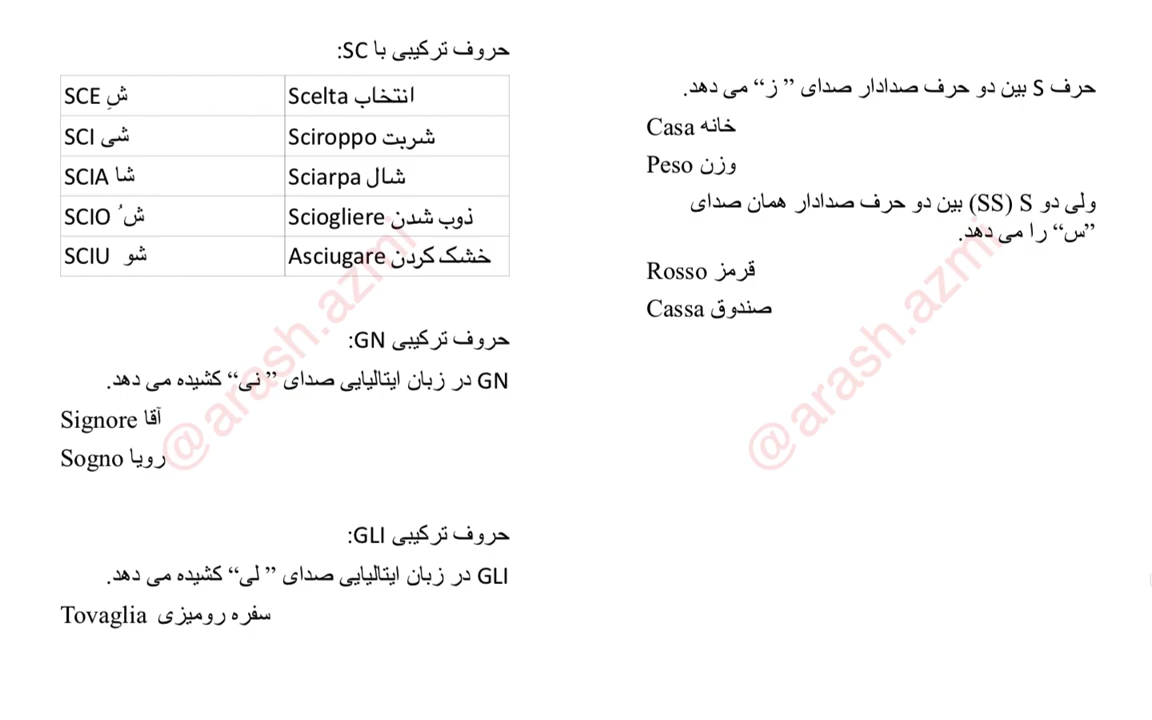 حروف ترکیبی با SC:
SCE شِ	Scelta انتخاب
SCI شی	Sciroppo شربت
SCIA شا	Sciarpa شال
SCIO شُ	Sciogliere ذوب شدن
SCIU شو	Asciugare خشک کردن
حروف ترکیبی GN:
GN در زبان ایتالیایی صدای ” نی“ کشیده می دهد.
Signore آقا
Sogno رویا
حروف ترکیبی GLI:
GLI در زبان ایتالیایی صدای ” لی“ کشیده می دهد.
Tovaglia سفره رومیزی
@arash.azmi
حرف S بین دو حرف صدادار صدای ” ز“ می دهد.
Casa خانه
Peso وزن
ولی دو S (SS) بین دو حرف صدادار همان صدای
”س“ را می دهد.
Rosso قرمز
Cassa صندوق
@arash.azmi